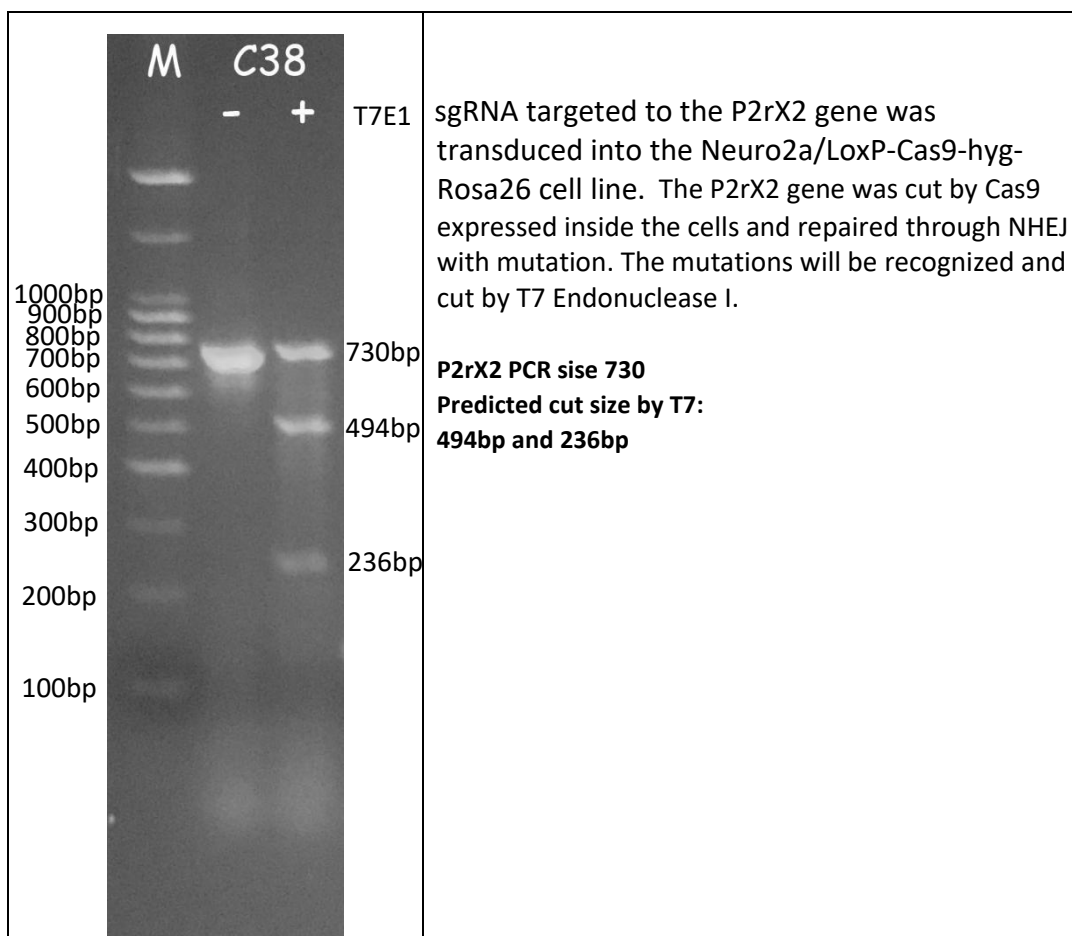 M C38
- + T7E1
1000bp
900bp
800bp
700bp
600bp
500bp
400bp
300bp
200bp
100bp
730bp
494bp
236bp
sgRNA targeted to the P2rX2 gene was
transduced into the Neuro2a/LoxP-Cas9-hyg-
Rosa26 cell line. The P2rX2 gene was cut by Cas9
expressed inside the cells and repaired through NHEJ
with mutation. The mutations will be recognized and
cut by T7 Endonuclease I.
P2rX2 PCR sise 730
Predicted cut size by T7:
494bp and 236bp